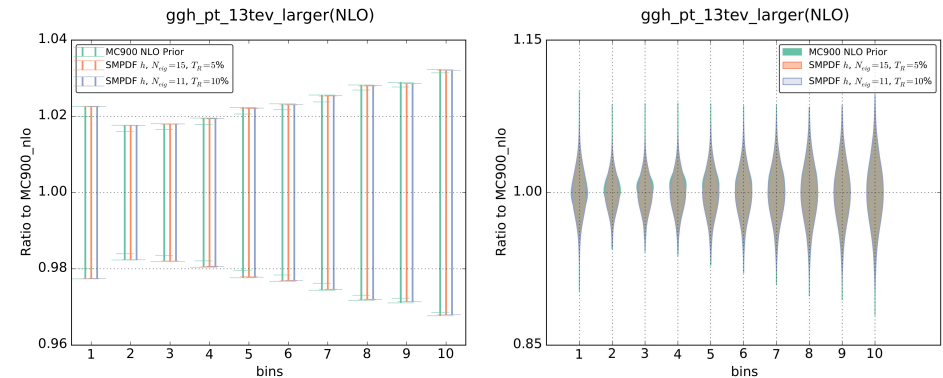 ggh_pt_13tev_larger(NLO)
1.04
1.02
1.00
0.98
0.96
Ratio to MC900_nlo
MC900 NLO Prior
SMPDF h, N_eig=15, T_R=5%
SMPDF h, N_eig=11, T_R=10%
1 2 3 4 5 6 7 8 9 10
bins
ggh_pt_13tev_larger(NLO)
1.15
1.00
0.85
Ratio to MC900_nlo
MC900 NLO Prior
SMPDF h, N_eig=15, T_R=5%
SMPDF h, N_eig=11, T_R=10%
1 2 3 4 5 6 7 8 9 10
bins